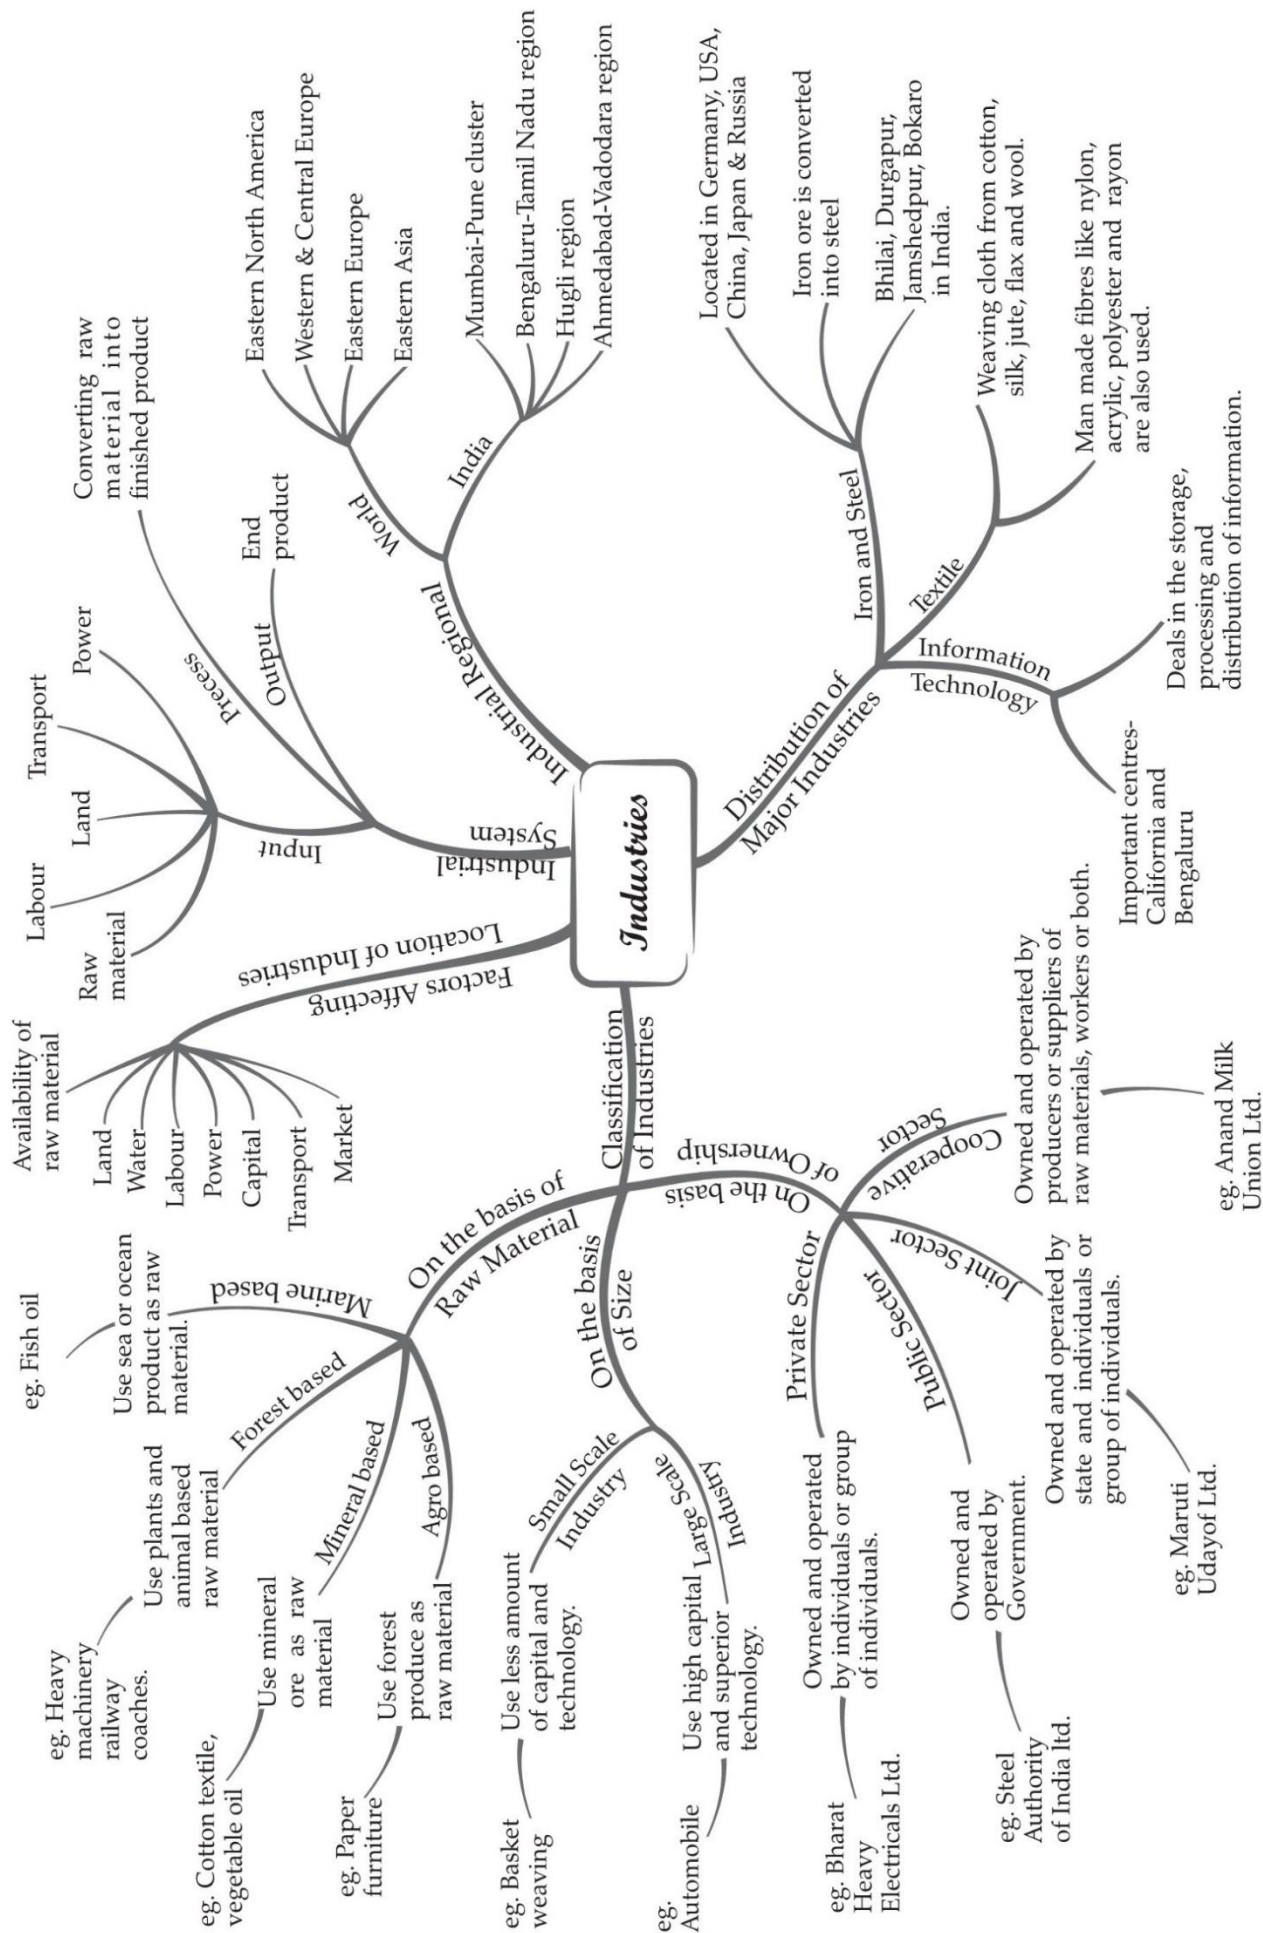 Industries
Classification
of Industries
On the basis of
Raw Material
Marine based
Use sea or ocean
product as raw
material.
eg. Fish oil
Forest based
Use plants and
animal based
raw material
eg. Heavy
machinery
railway
coaches.
Mineral based
Use mineral
ore as raw
material
eg. Cotton textile,
vegetable oil
Agro based
Use forest
produce as
raw material
eg. Paper
furniture
On the basis
of Size
Small Scale
Industry
Use less amount
of capital and
technology.
eg. Basket
weaving
Large Scale
Industry
Use high capital
and superior
technology.
eg.
Automobile
On the basis
of Ownership
Private Sector
Owned and operated
by individuals or group
of individuals.
eg. Bharat
Heavy
Electricals Ltd.
Public Sector
Owned and
operated by
Government.
eg. Steel
Authority
of India ltd.
Joint Sector
Owned and operated by
state and individuals or
group of individuals.
eg. Maruti
Udayof Ltd.
Cooperative
Sector
Owned and operated by
producers or suppliers of
raw materials, workers or both.
eg. Anand Milk
Union Ltd.
Factors Affecting
Location of Industries
Availability of
raw material
Land
Water
Labour
Power
Capital
Transport
Market
Industrial
System
Input
Raw
material
Labour
Land
Transport
Power
Precess
Converting raw
material into
finished product
Output
End
product
Industrial Regional
World
Eastern North America
Western & Central Europe
Eastern Europe
Eastern Asia
India
Mumbai-Pune cluster
Bengaluru-Tamil Nadu region
Hugli region
Ahmedabad-Vadodara region
Distribution of
Major Industries
Iron and Steel
Located in Germany, USA,
China, Japan & Russia
Iron ore is converted
into steel
Bhilai, Durgapur,
Jamshedpur, Bokaro
in India.
Textile
Weaving cloth from cotton,
silk, jute, flax and wool.
Man made fibres like nylon,
acrylic, polyester and rayon
are also used.
Information
Technology
Deals in the storage,
processing and
distribution of information.
Important centres-
California and
Bengaluru